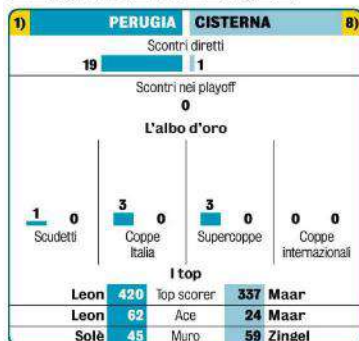 1) PERUGIA CISTERNA 8)
Scontri diretti
19 1
Scontri nei playoff
0
L'albo d'oro
1 0 3 0 3 0 0 0
Scudetti Coppe Italia Supercoppe Coppe internazionali
I top
Leon 420 Top scorer 337 Maar
Leon 62 Ace 24 Maar
Solè 45 Muro 59 Zingel